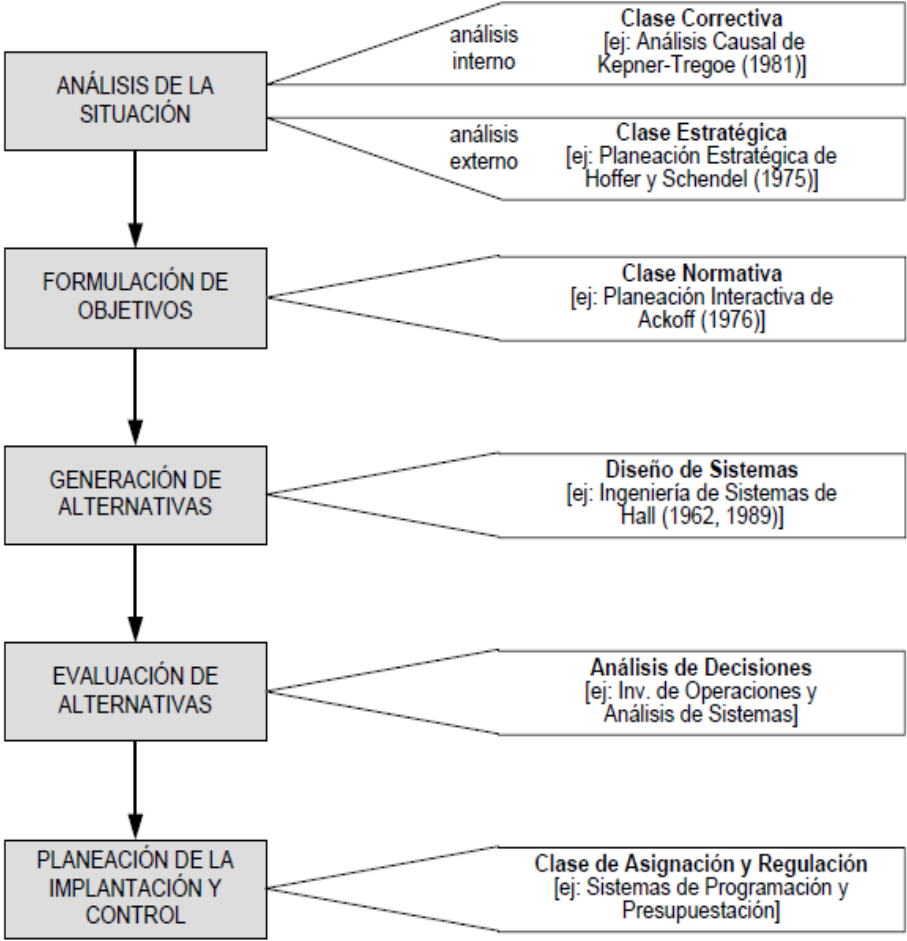 ANÁLISIS DE LA
SITUACIÓN
análisis
interno
Clase Correctiva
[ej: Análisis Causal de
Kepner-Tregoe (1981)]
análisis
externo
Clase Estratégica
[ej: Planeación Estratégica de
Hoffer y Schendel (1975)]
FORMULACIÓN DE
OBJETIVOS
Clase Normativa
[ej: Planeación Interactiva de
Ackoff (1976)]
GENERACIÓN DE
ALTERNATIVAS
Diseño de Sistemas
[ej: Ingeniería de Sistemas de
Hall (1962, 1989)]
EVALUACIÓN DE
ALTERNATIVAS
Análisis de Decisiones
[ej: Inv. de Operaciones y
Análisis de Sistemas]
PLANEACIÓN DE LA
IMPLANTACIÓN Y
CONTROL
Clase de Asignación y Regulación
[ej: Sistemas de Programación y
Presupuestación]